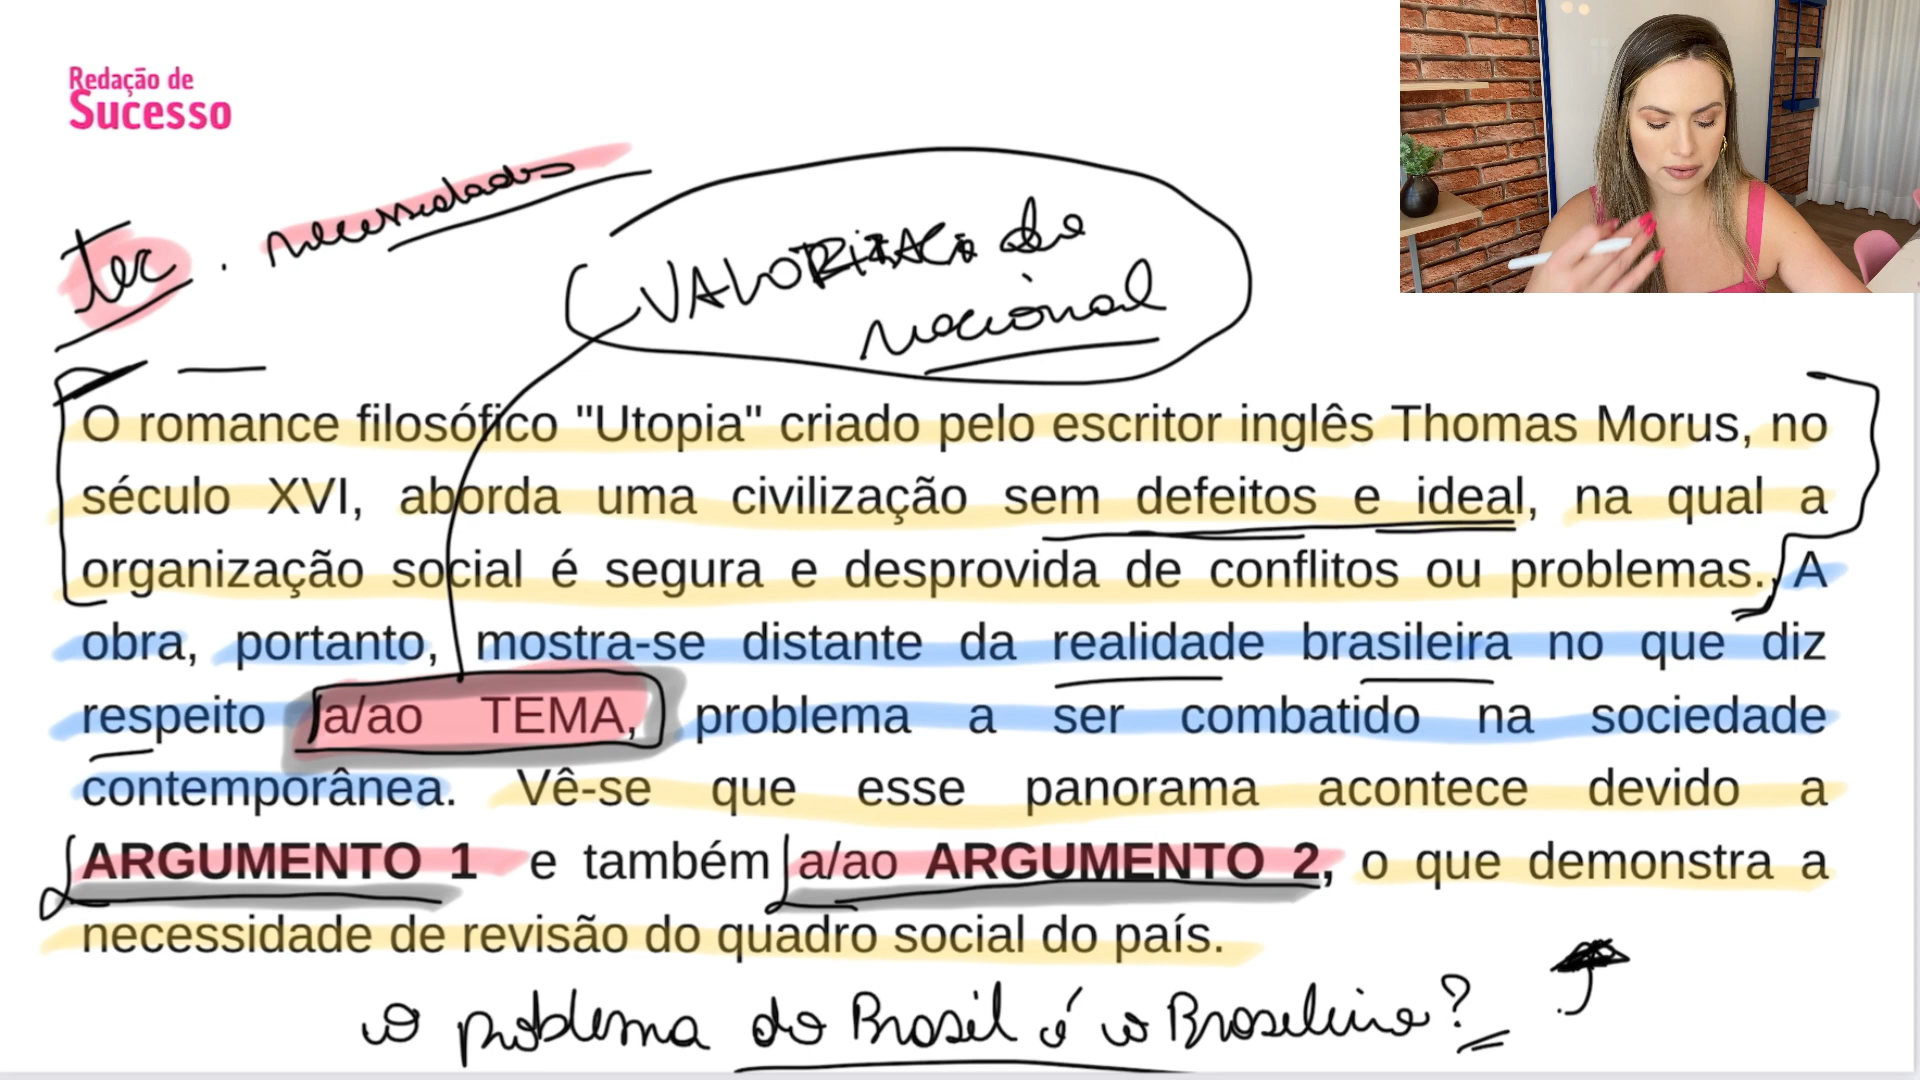 Redação de
Sucesso
tec. necessidades
VALORIZAÇÃO do
nacional
O romance filosófico "Utopia" criado pelo escritor inglês Thomas Morus, no
século XVI, aborda uma civilização sem defeitos e ideal, na qual a
organização social é segura e desprovida de conflitos ou problemas. A
obra, portanto, mostra-se distante da realidade brasileira no que diz
respeito a/ao TEMA, problema a ser combatido na sociedade
contemporânea. Vê-se que esse panorama acontece devido a
ARGUMENTO 1 e também a/ao ARGUMENTO 2, o que demonstra a
necessidade de revisão do quadro social do país.
o problema do Brasil é o Brasileiro?